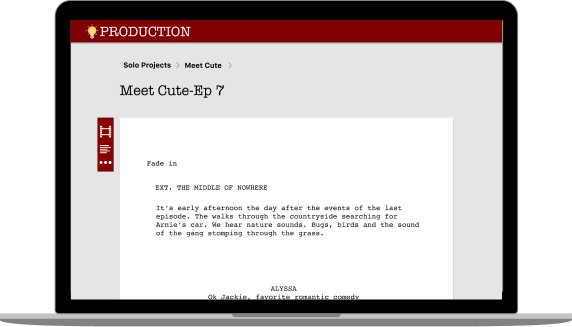 PRODUCTION
Solo Projects > Meet Cute >
Meet Cute-Ep 7
Fade in
EXT. THE MIDDLE OF NOWHERE
It's early afternoon the day after the events of the last
episode. The walks through the countryside searching for
Arnie's car. We hear nature sounds. Bugs, birds and the sound
of the gang stomping through the grass.
ALYSSA
Ok Jackie, favorite romantic comedy